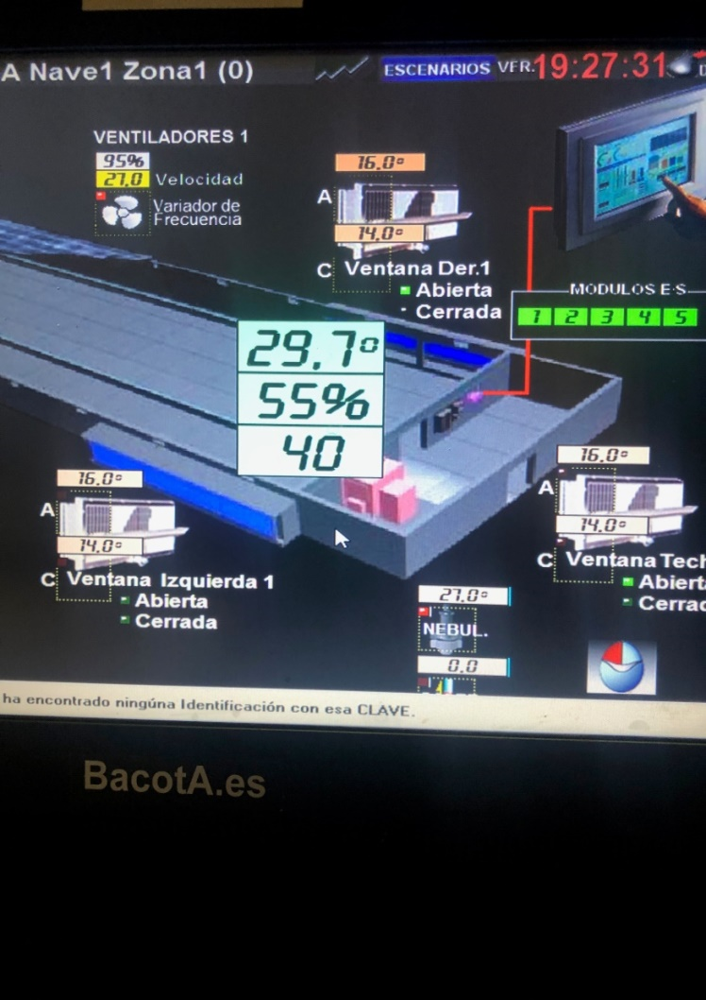 A Nave1 Zona1 (0)
ESCENARIOS VFR. 19:27:31
VENTILADORES 1
95%
27.0 Velocidad
Variador de
Frecuencia
16.0º
A
14.0º
C Ventana Der.1
Abierta
Cerrada
MODULOS E·S
1 2 3 4 5
29.7º
55%
40
16.0º
A
14.0º
C Ventana Izquierda 1
Abierta
Cerrada
16.0º
A
14.0º
C Ventana Tech
Abiert
Cerrad
27.0º
NEBUL.
0.0
ha encontrado ningúna Identificación con esa CLAVE.
BacotA.es